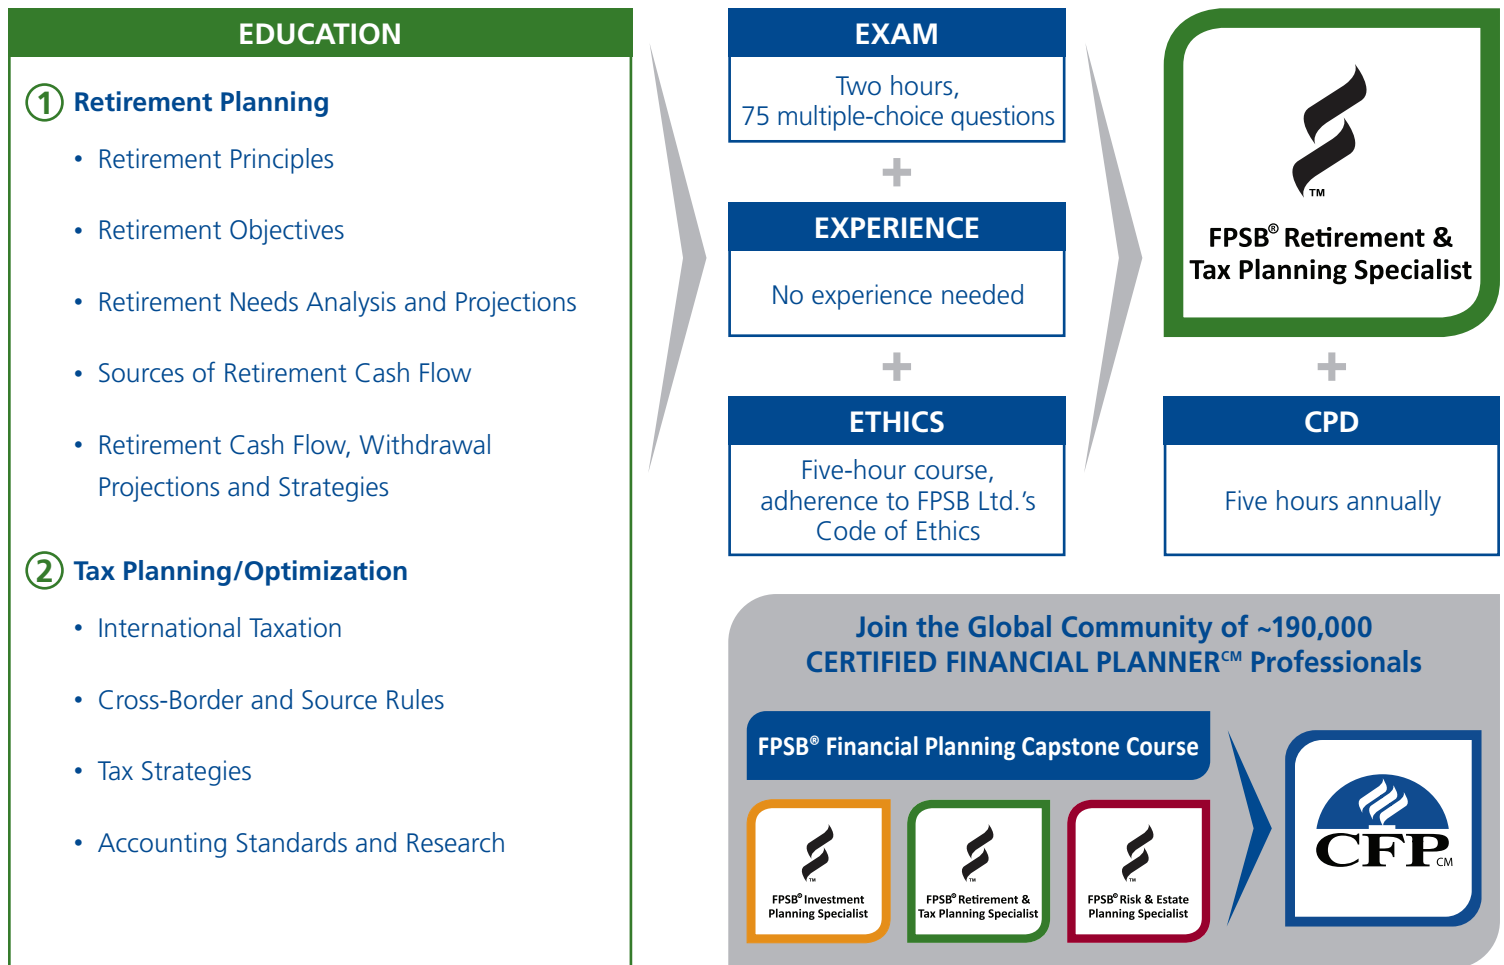 EDUCATION
1 Retirement Planning
• Retirement Principles
• Retirement Objectives
• Retirement Needs Analysis and Projections
• Sources of Retirement Cash Flow
• Retirement Cash Flow, Withdrawal
Projections and Strategies
2 Tax Planning/Optimization
• International Taxation
• Cross-Border and Source Rules
• Tax Strategies
• Accounting Standards and Research
EXAM
Two hours,
75 multiple-choice questions
+
EXPERIENCE
No experience needed
+
ETHICS
Five-hour course,
adherence to FPSB Ltd.’s
Code of Ethics
TM
FPSB® Retirement &
Tax Planning Specialist
+
CPD
Five hours annually
Join the Global Community of ~190,000
CERTIFIED FINANCIAL PLANNER℠ Professionals
FPSB® Financial Planning Capstone Course
TM
FPSB® Investment
Planning Specialist
TM
FPSB® Retirement &
Tax Planning Specialist
TM
FPSB® Risk & Estate
Planning Specialist
CFP CM